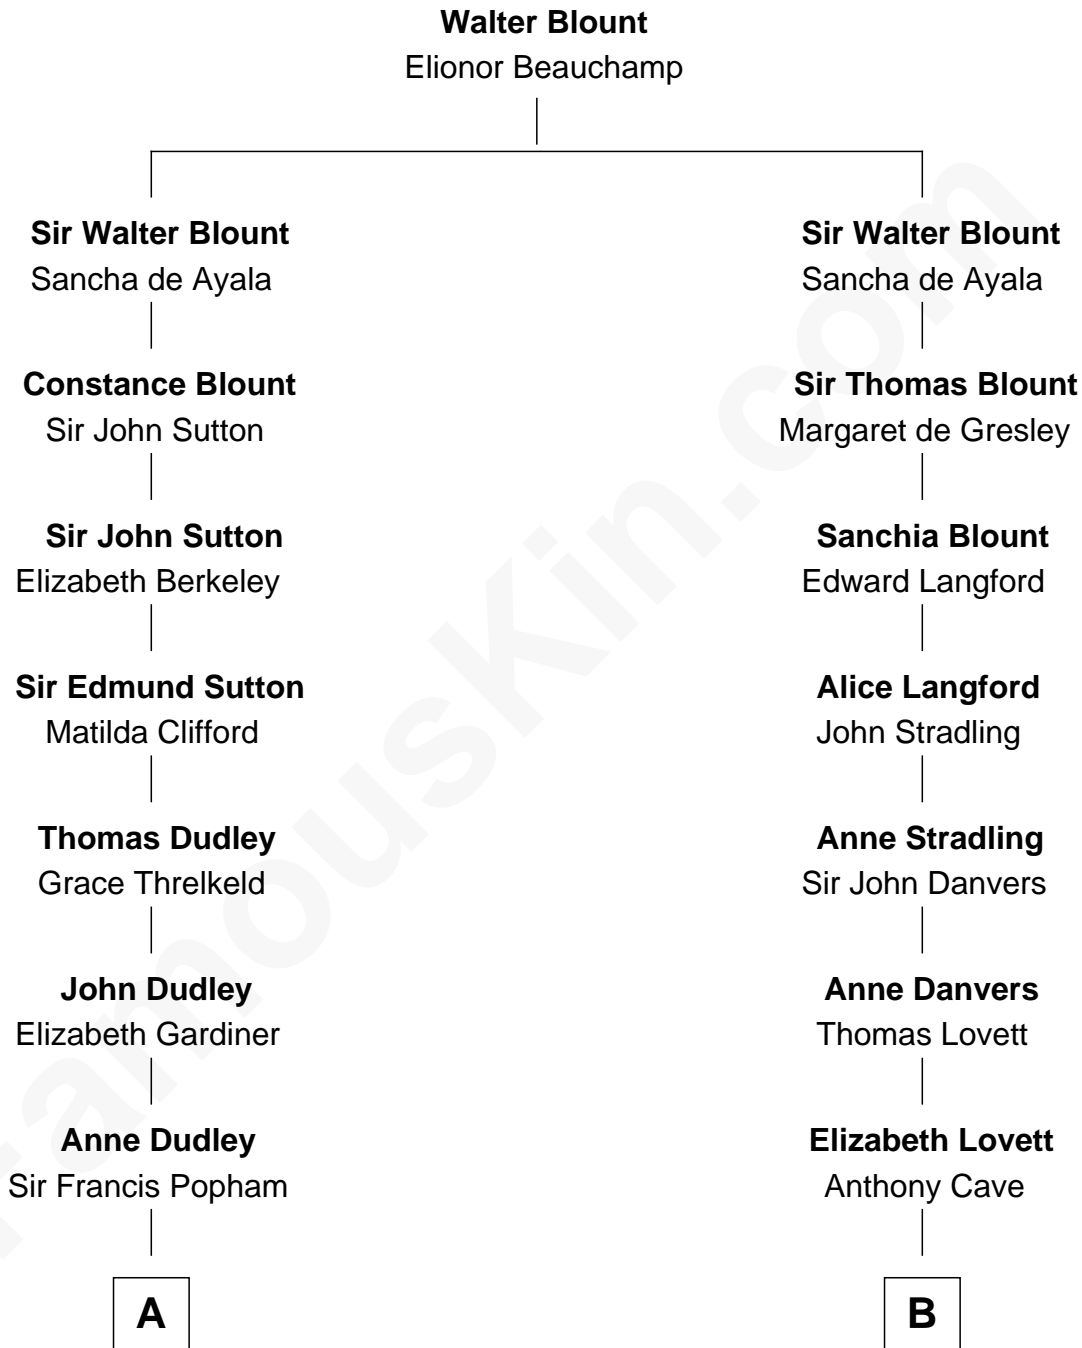 Walter Blount
Elionor Beauchamp
Sir Walter Blount
Sancha de Ayala
Sir Walter Blount
Sancha de Ayala
Constance Blount
Sir John Sutton
Sir Thomas Blount
Margaret de Gresley
Sir John Sutton
Elizabeth Berkeley
Sanchia Blount
Edward Langford
Sir Edmund Sutton
Matilda Clifford
Alice Langford
John Stradling
Thomas Dudley
Grace Threlkeld
Anne Stradling
Sir John Danvers
John Dudley
Elizabeth Gardiner
Anne Danvers
Thomas Lovett
Anne Dudley
Sir Francis Popham
Elizabeth Lovett
Anthony Cave
A
B
FamousKin.com